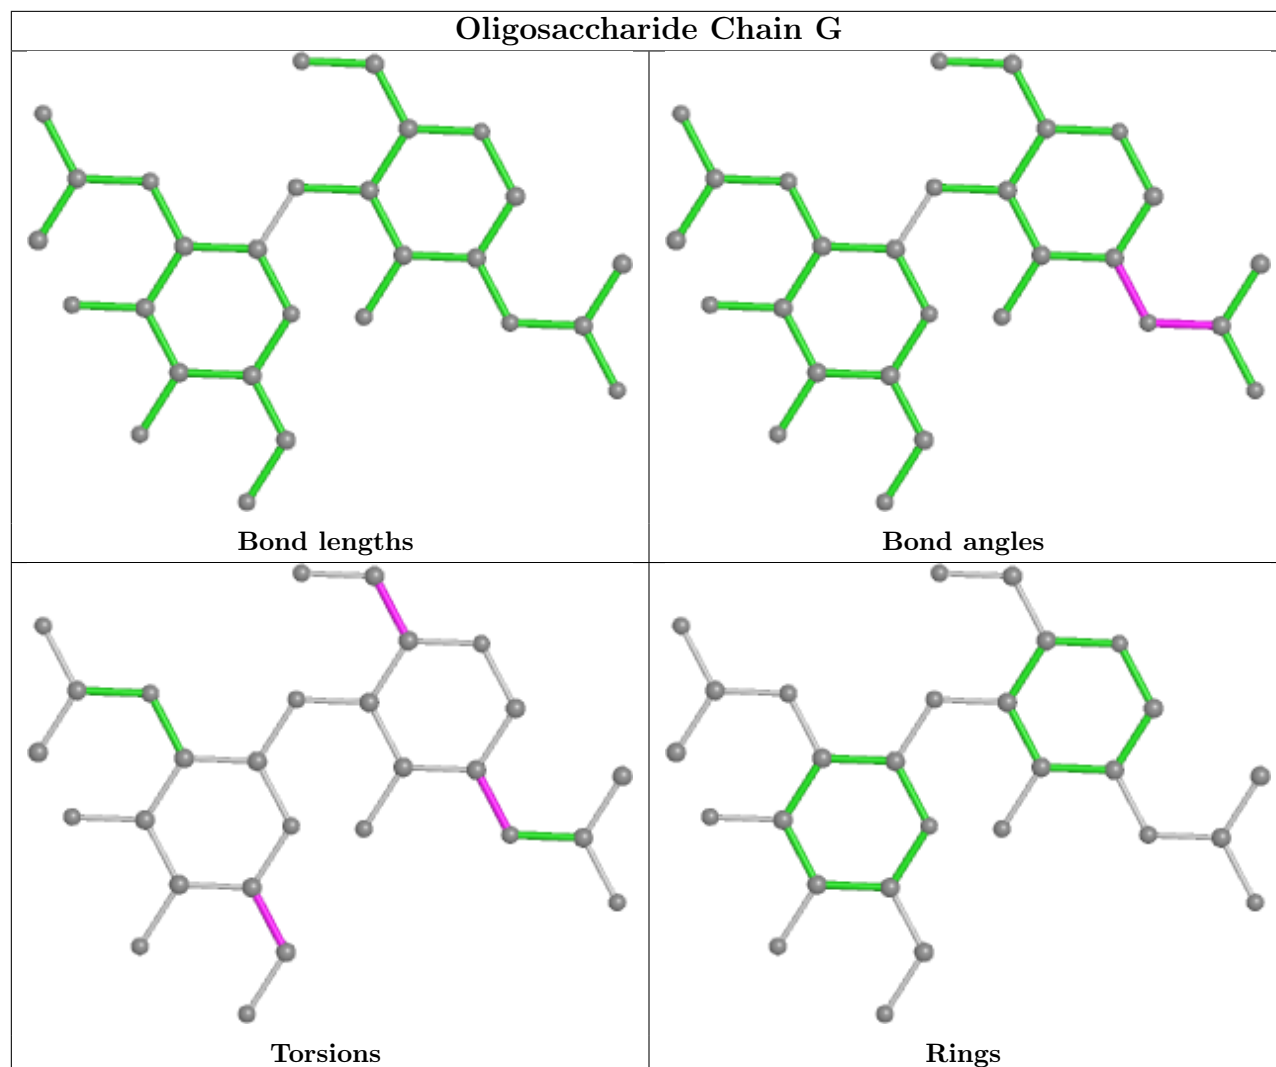 Oligosaccharide Chain G
Bond lengths
Bond angles
Torsions
Rings